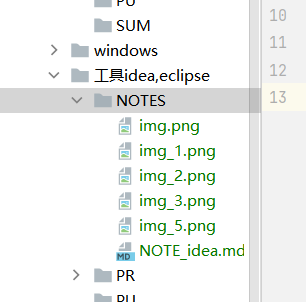 PU
SUM
windows
工具idea,eclipse
NOTES
img.png
img_1.png
img_2.png
img_3.png
img_5.png
MD NOTE_idea.md
PR
PU
10
11
12
13